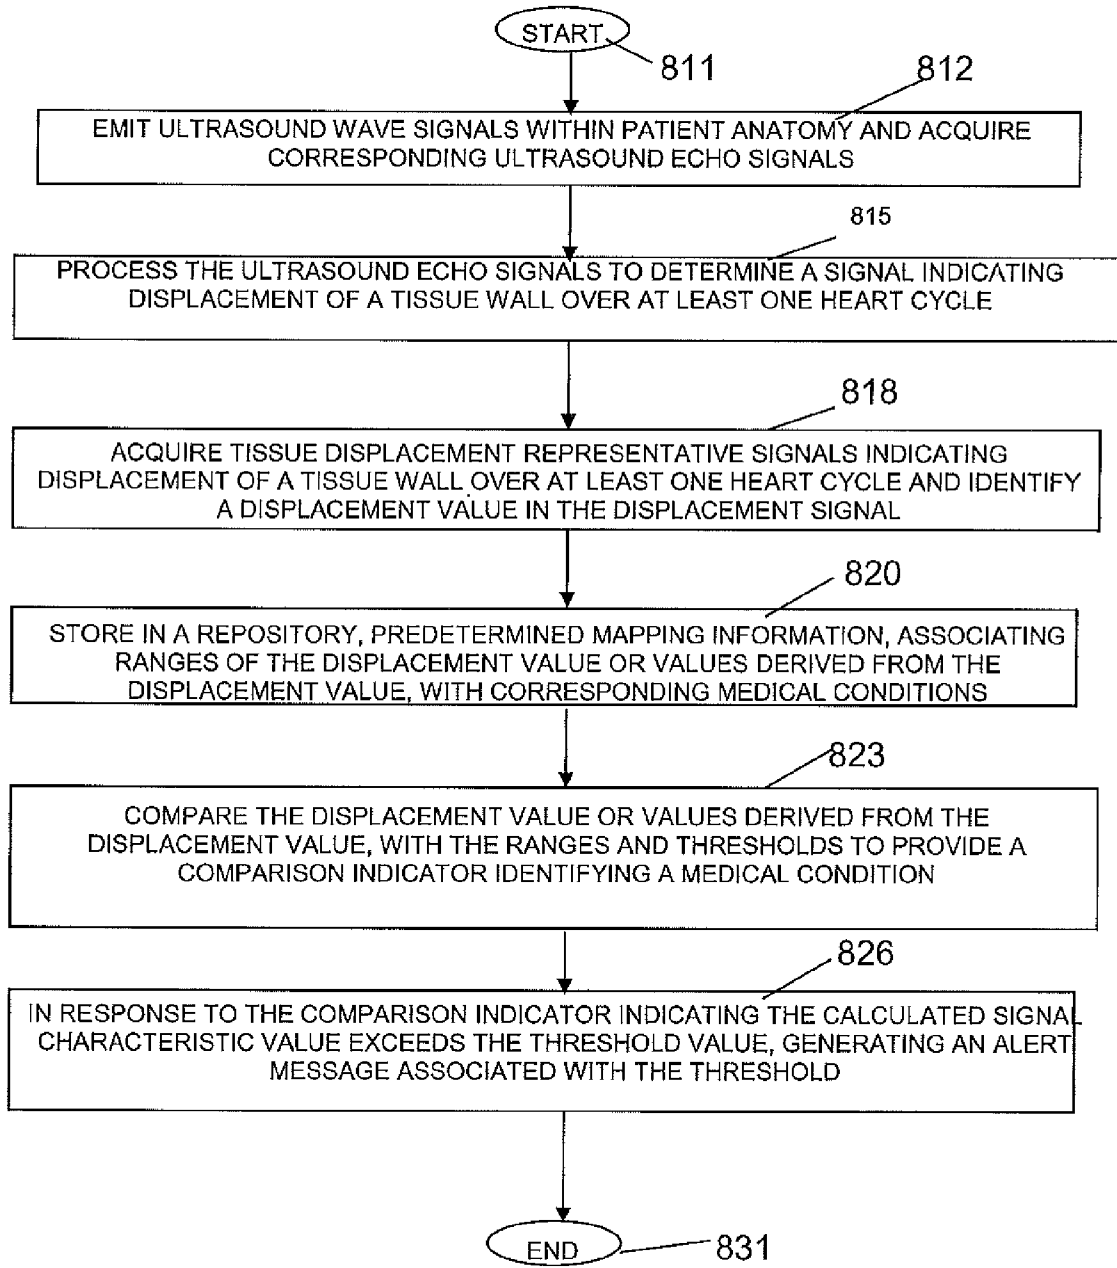 START
811
812
EMIT ULTRASOUND WAVE SIGNALS WITHIN PATIENT ANATOMY AND ACQUIRE
CORRESPONDING ULTRASOUND ECHO SIGNALS
815
PROCESS THE ULTRASOUND ECHO SIGNALS TO DETERMINE A SIGNAL INDICATING
DISPLACEMENT OF A TISSUE WALL OVER AT LEAST ONE HEART CYCLE
818
ACQUIRE TISSUE DISPLACEMENT REPRESENTATIVE SIGNALS INDICATING
DISPLACEMENT OF A TISSUE WALL OVER AT LEAST ONE HEART CYCLE AND IDENTIFY
A DISPLACEMENT VALUE IN THE DISPLACEMENT SIGNAL
820
STORE IN A REPOSITORY, PREDETERMINED MAPPING INFORMATION, ASSOCIATING
RANGES OF THE DISPLACEMENT VALUE OR VALUES DERIVED FROM THE
DISPLACEMENT VALUE, WITH CORRESPONDING MEDICAL CONDITIONS
823
COMPARE THE DISPLACEMENT VALUE OR VALUES DERIVED FROM THE
DISPLACEMENT VALUE, WITH THE RANGES AND THRESHOLDS TO PROVIDE A
COMPARISON INDICATOR IDENTIFYING A MEDICAL CONDITION
826
IN RESPONSE TO THE COMPARISON INDICATOR INDICATING THE CALCULATED SIGNAL
CHARACTERISTIC VALUE EXCEEDS THE THRESHOLD VALUE, GENERATING AN ALERT
MESSAGE ASSOCIATED WITH THE THRESHOLD
END
831